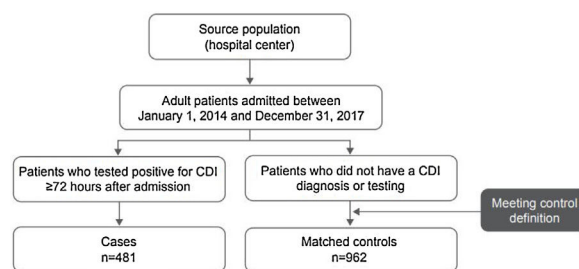 Source population
(hospital center)
Adult patients admitted between
January 1, 2014 and December 31, 2017
Patients who tested positive for CDI
≥72 hours after admission
Patients who did not have a CDI
diagnosis or testing
Meeting control
definition
Cases
n=481
Matched controls
n=962